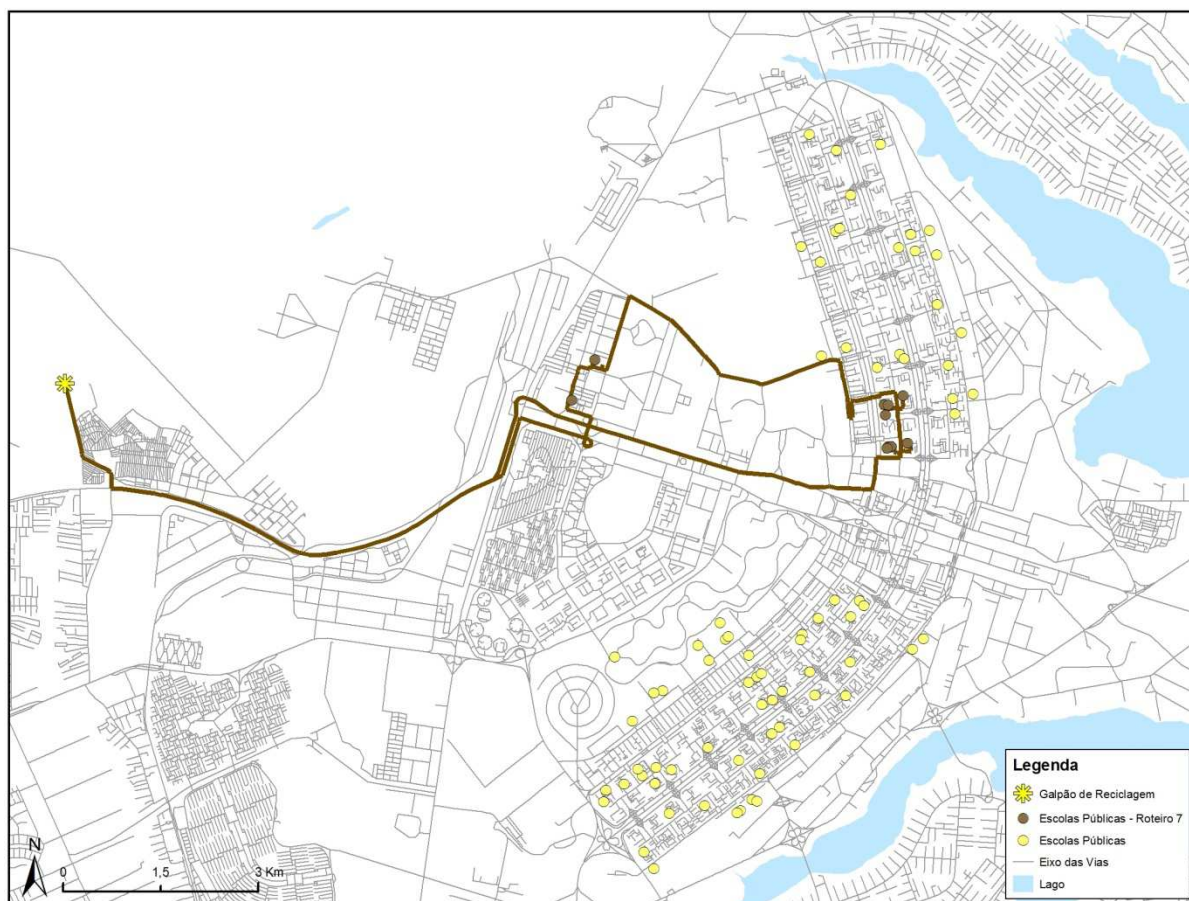 Legenda
Galpão de Reciclagem
Escolas Públicas - Roteiro 7
Escolas Públicas
Eixo das Vias
Lago
N
0 1,5 3 Km